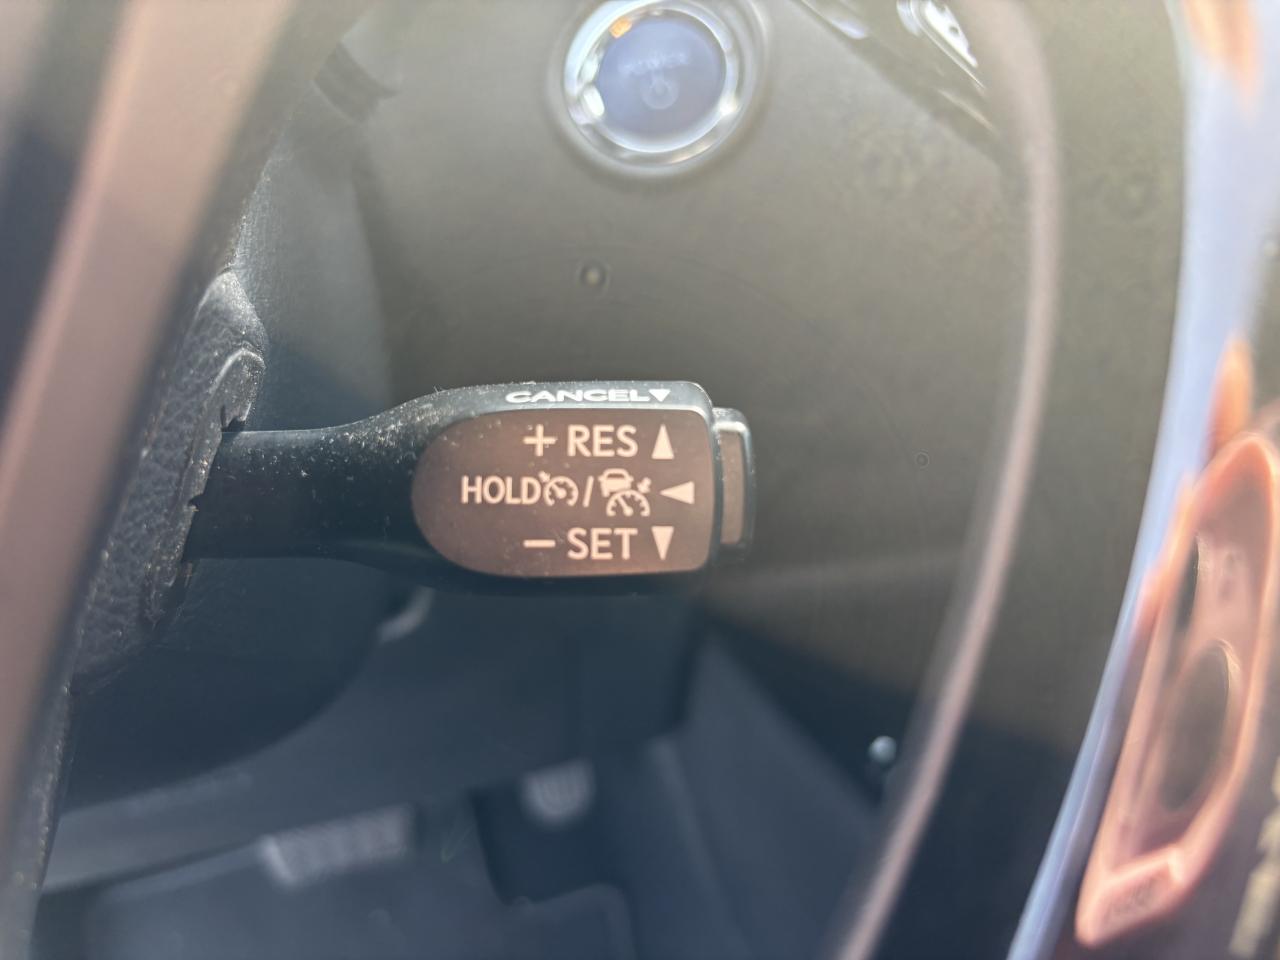 CANCEL▼
+ RES ▲
HOLD / ◀
− SET ▼